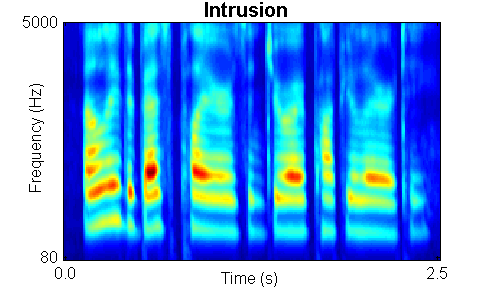 Intrusion
5000
Frequency (Hz)
80
0.0
Time (s)
2.5